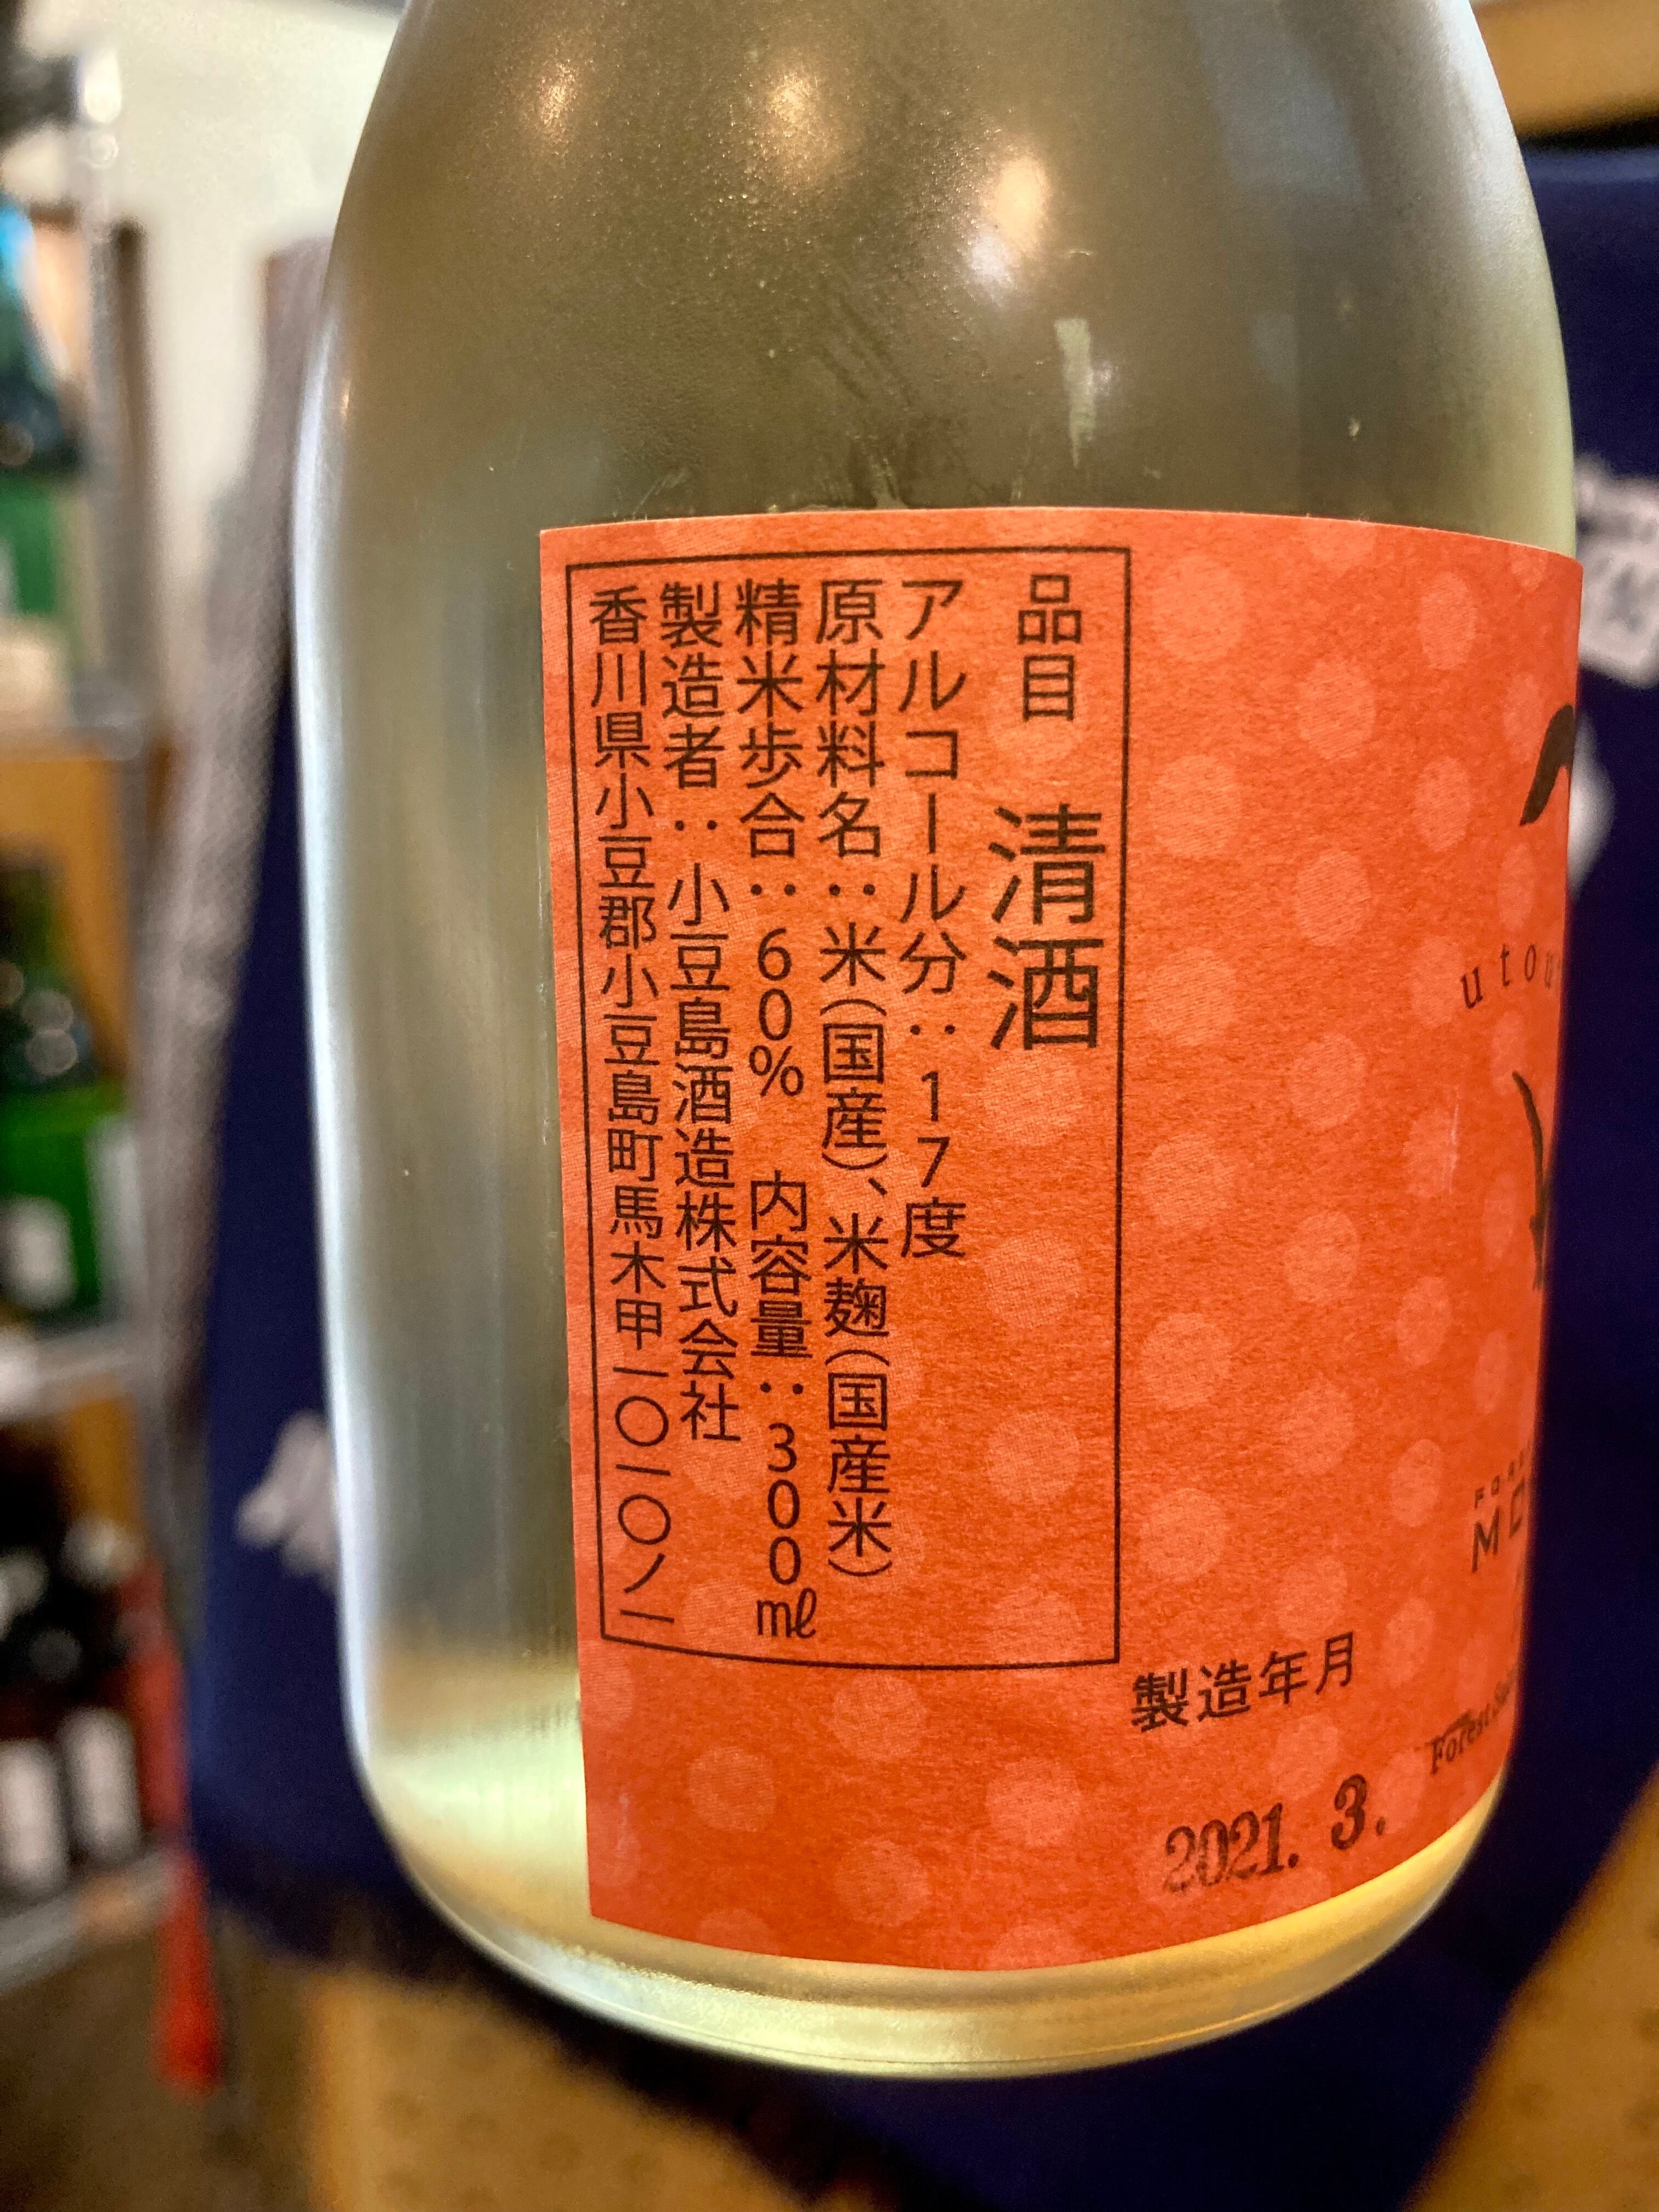 品目 清酒
アルコール分:17度
原材料名:米(国産)、米麹(国産米)
精米歩合:60% 内容量:300㎖
製造者:小豆島酒造株式会社
香川県小豆郡小豆島町馬木甲一〇一〇ノ一
製造年月
2021. 3.
utou
Forest